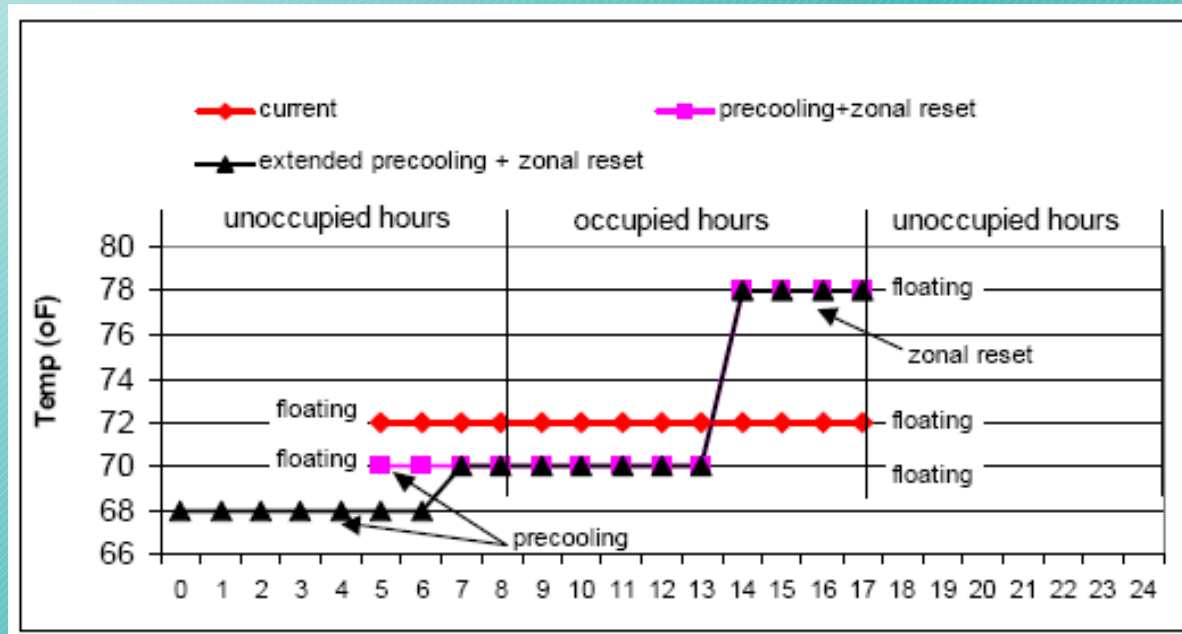 current precooling+zonal reset
extended precooling + zonal reset
unoccupied hours occupied hours unoccupied hours
80
78 floating
76
zonal reset
74
floating
72 floating
floating
70 floating
68
precooling
66
Temp (oF)
0 1 2 3 4 5 6 7 8 9 10 11 12 13 14 15 16 17 18 19 20 21 22 23 24